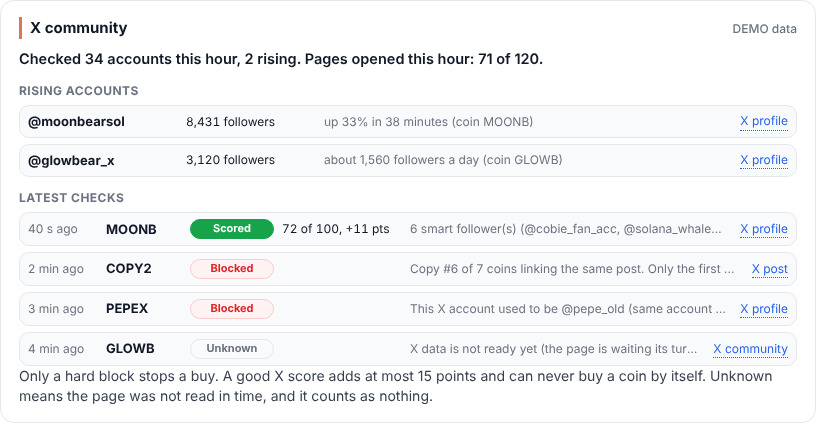 X community
DEMO data
Checked 34 accounts this hour, 2 rising. Pages opened this hour: 71 of 120.
RISING ACCOUNTS
@moonbearsol 8,431 followers up 33% in 38 minutes (coin MOONB) X profile
@glowbear_x 3,120 followers about 1,560 followers a day (coin GLOWB) X profile
LATEST CHECKS
40 s ago MOONB Scored 72 of 100, +11 pts 6 smart follower(s) (@cobie_fan_acc, @solana_whale... X profile
2 min ago COPY2 Blocked Copy #6 of 7 coins linking the same post. Only the first ... X post
3 min ago PEPEX Blocked This X account used to be @pepe_old (same account ... X profile
4 min ago GLOWB Unknown X data is not ready yet (the page is waiting its tur... X community
Only a hard block stops a buy. A good X score adds at most 15 points and can never buy a coin by itself. Unknown
means the page was not read in time, and it counts as nothing.